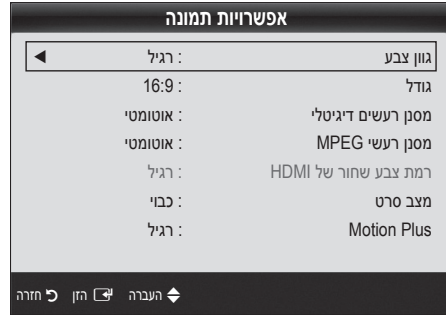 אפשרויות תמונה
גוון צבע : רגיל
גודל : 16:9
מסנן רעשים דיגיטלי : אוטומטי
מסנן רעשי MPEG : אוטומטי
רמת צבע שחור של HDMI : רגיל
מצב סרט : כבוי
Motion Plus : רגיל
העברה הזן חזרה